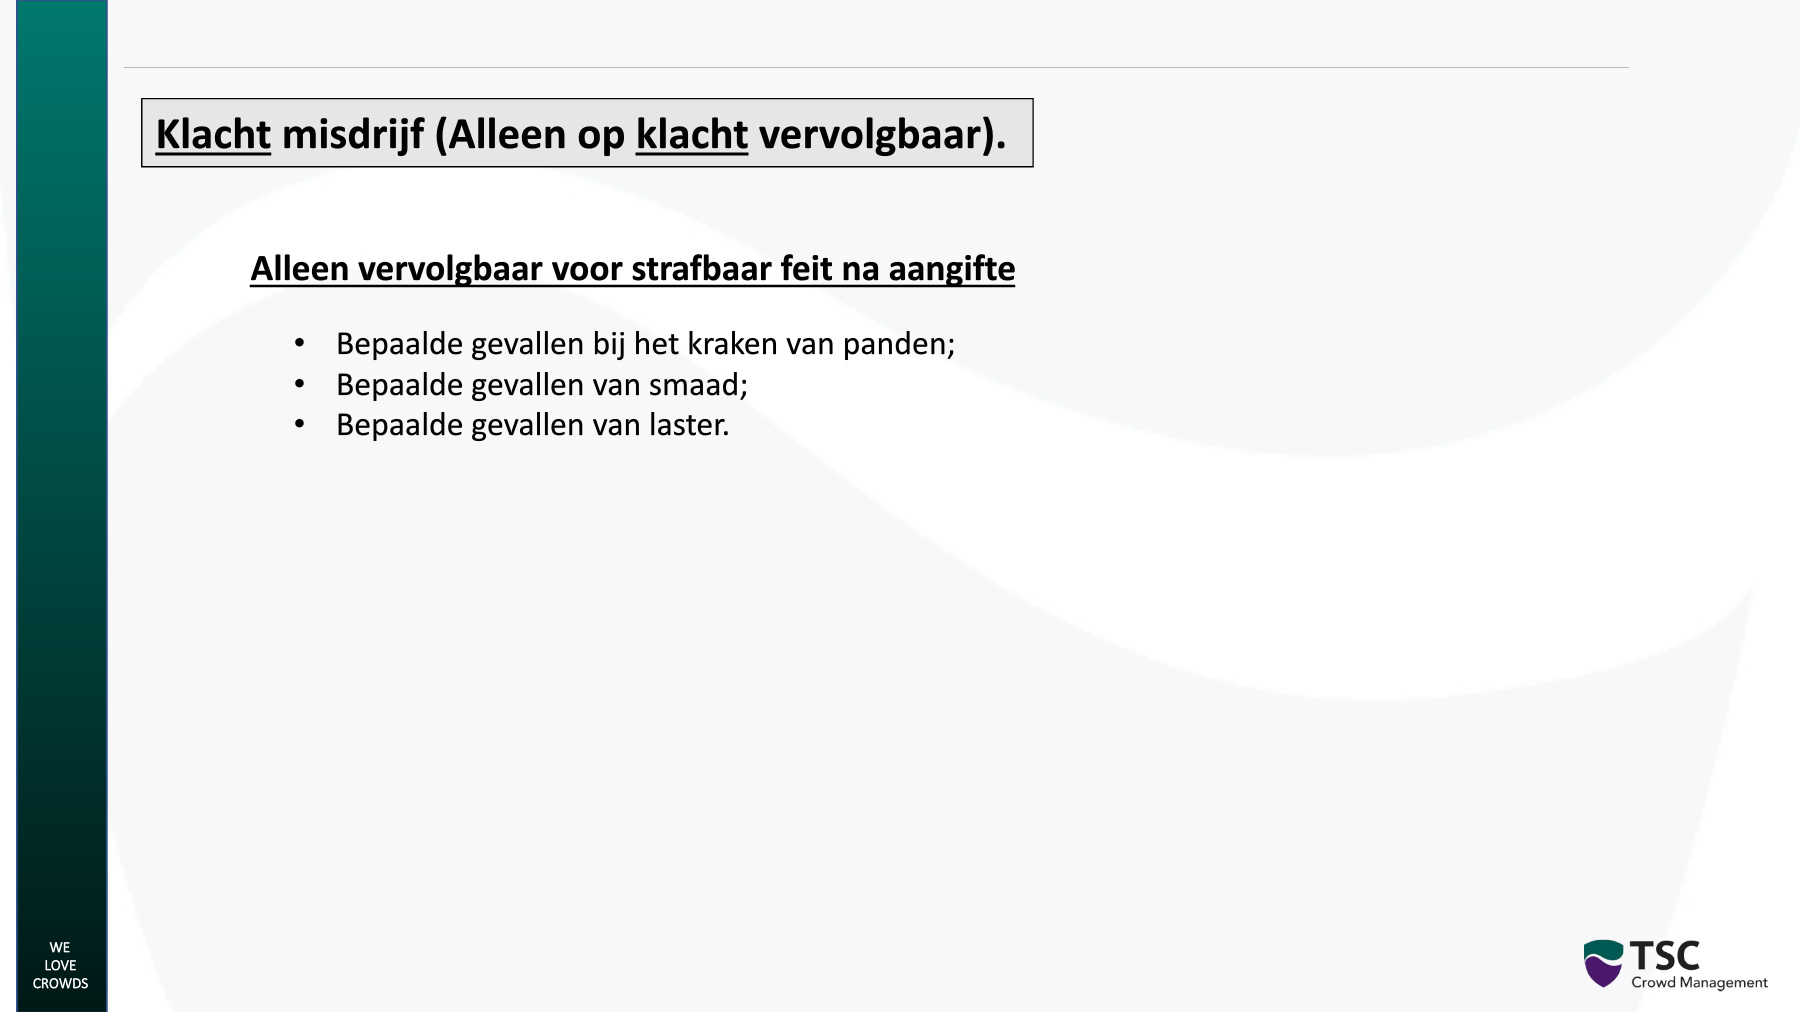 Klacht misdrijf (Alleen op klacht vervolgbaar).
Alleen vervolgbaar voor strafbaar feit na aangifte
• Bepaalde gevallen bij het kraken van panden;
• Bepaalde gevallen van smaad;
• Bepaalde gevallen van laster.
WE
LOVE
CROWDS
TSC
Crowd Management